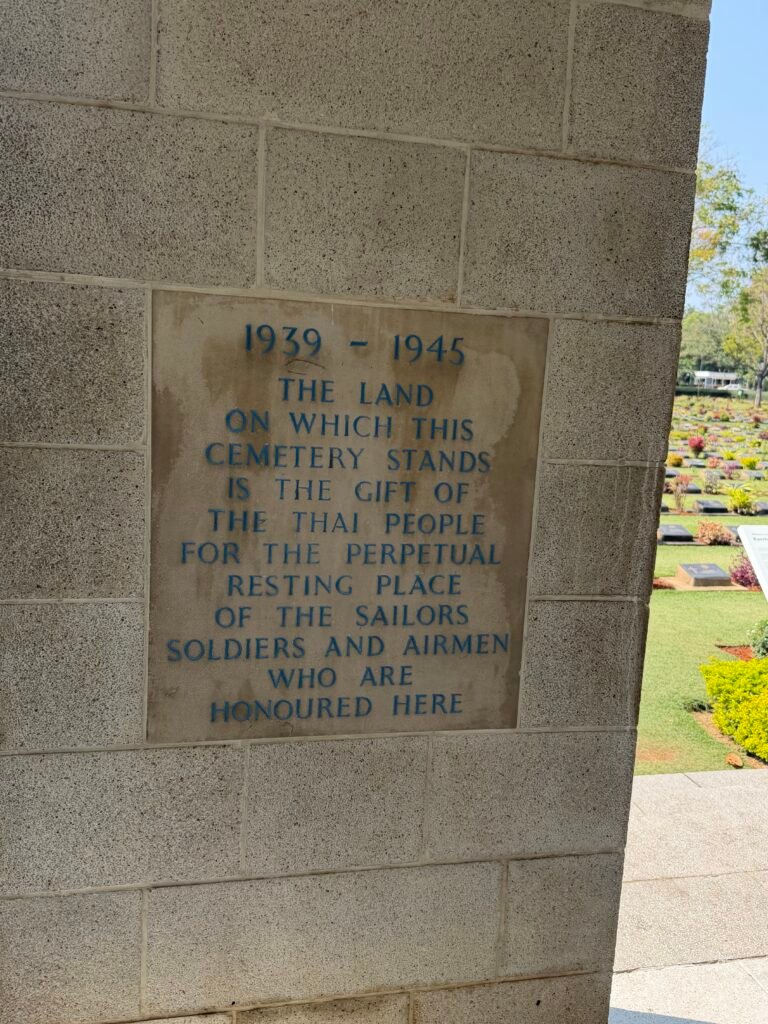 1939 - 1945
THE LAND
ON WHICH THIS
CEMETERY STANDS
IS THE GIFT OF
THE THAI PEOPLE
FOR THE PERPETUAL
RESTING PLACE
OF THE SAILORS
SOLDIERS AND AIRMEN
WHO ARE
HONOURED HERE